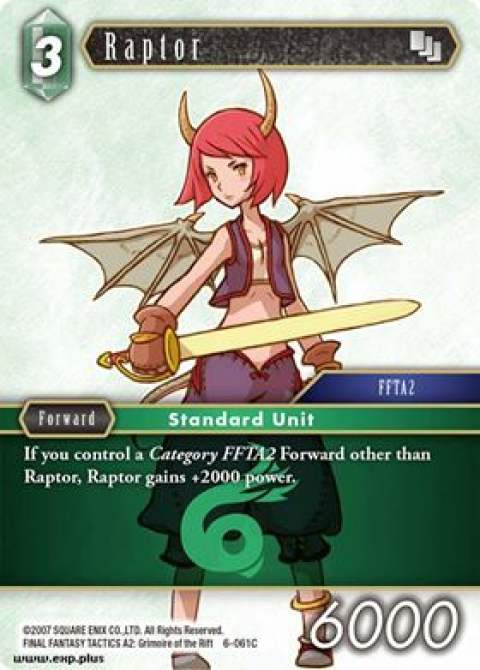 3
Raptor
FFTA2
Forward
Standard Unit
If you control a Category FFTA2 Forward other than
Raptor, Raptor gains +2000 power.
6
©2007 SQUARE ENIX CO.,LTD. All Rights Reserved.
FINAL FANTASY TACTICS A2: Grimoire of the Rift 6-061C
6000
www.exp.plus